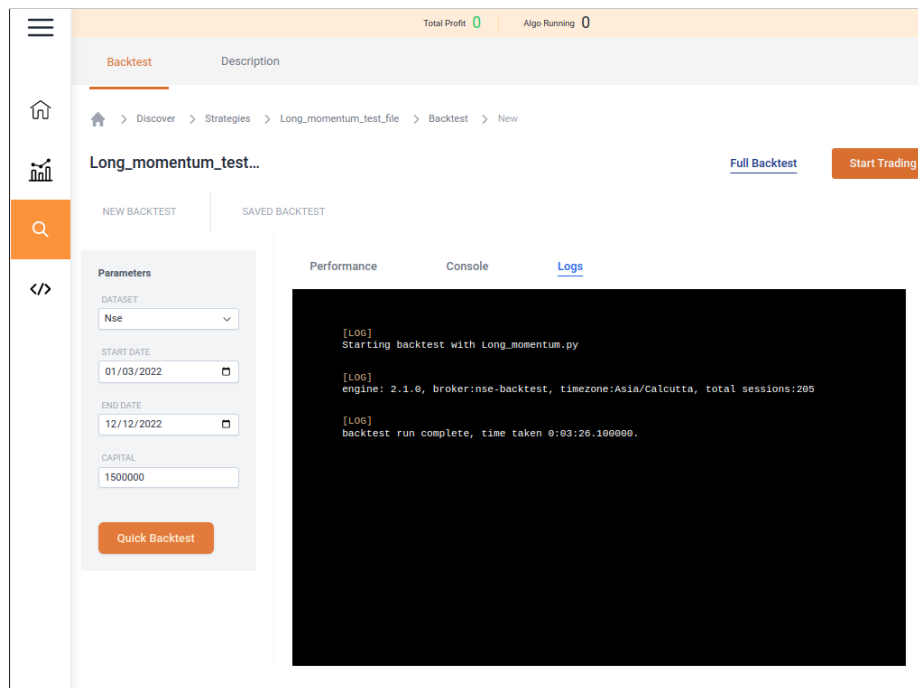 Total Profit 0 Algo Running 0
Backtest Description
Discover Strategies Long_momentum_test_file Backtest New
Long_momentum_test... Full Backtest Start Trading
NEW BACKTEST SAVED BACKTEST
Parameters
DATASET
Nse
START DATE
01/03/2022
END DATE
12/12/2022
CAPITAL
1500000
Quick Backtest
Performance Console Logs
[LOG]
Starting backtest with Long_momentum.py
[LOG]
engine: 2.1.0, broker:nse-backtest, timezone:Asia/Calcutta, total sessions:205
[LOG]
backtest run complete, time taken 0:03:26.100000.